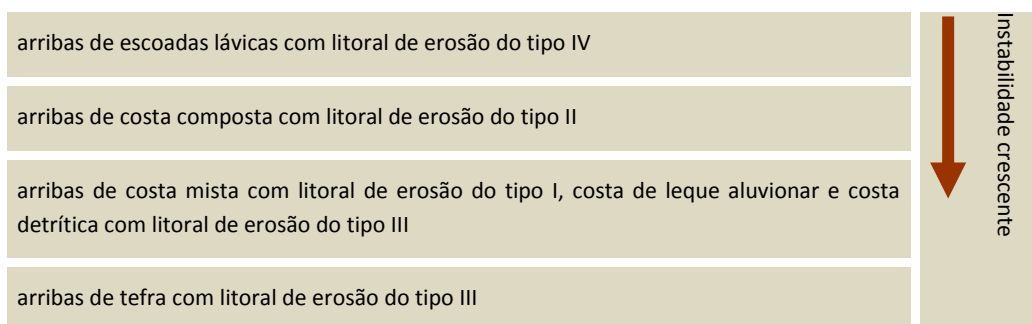 arribas de escoadas lávicas com litoral de erosão do tipo IV
arribas de costa composta com litoral de erosão do tipo II
arribas de costa mista com litoral de erosão do tipo I, costa de leque aluvionar e costa
detrítica com litoral de erosão do tipo III
arribas de tefra com litoral de erosão do tipo III
Instabilidade crescente